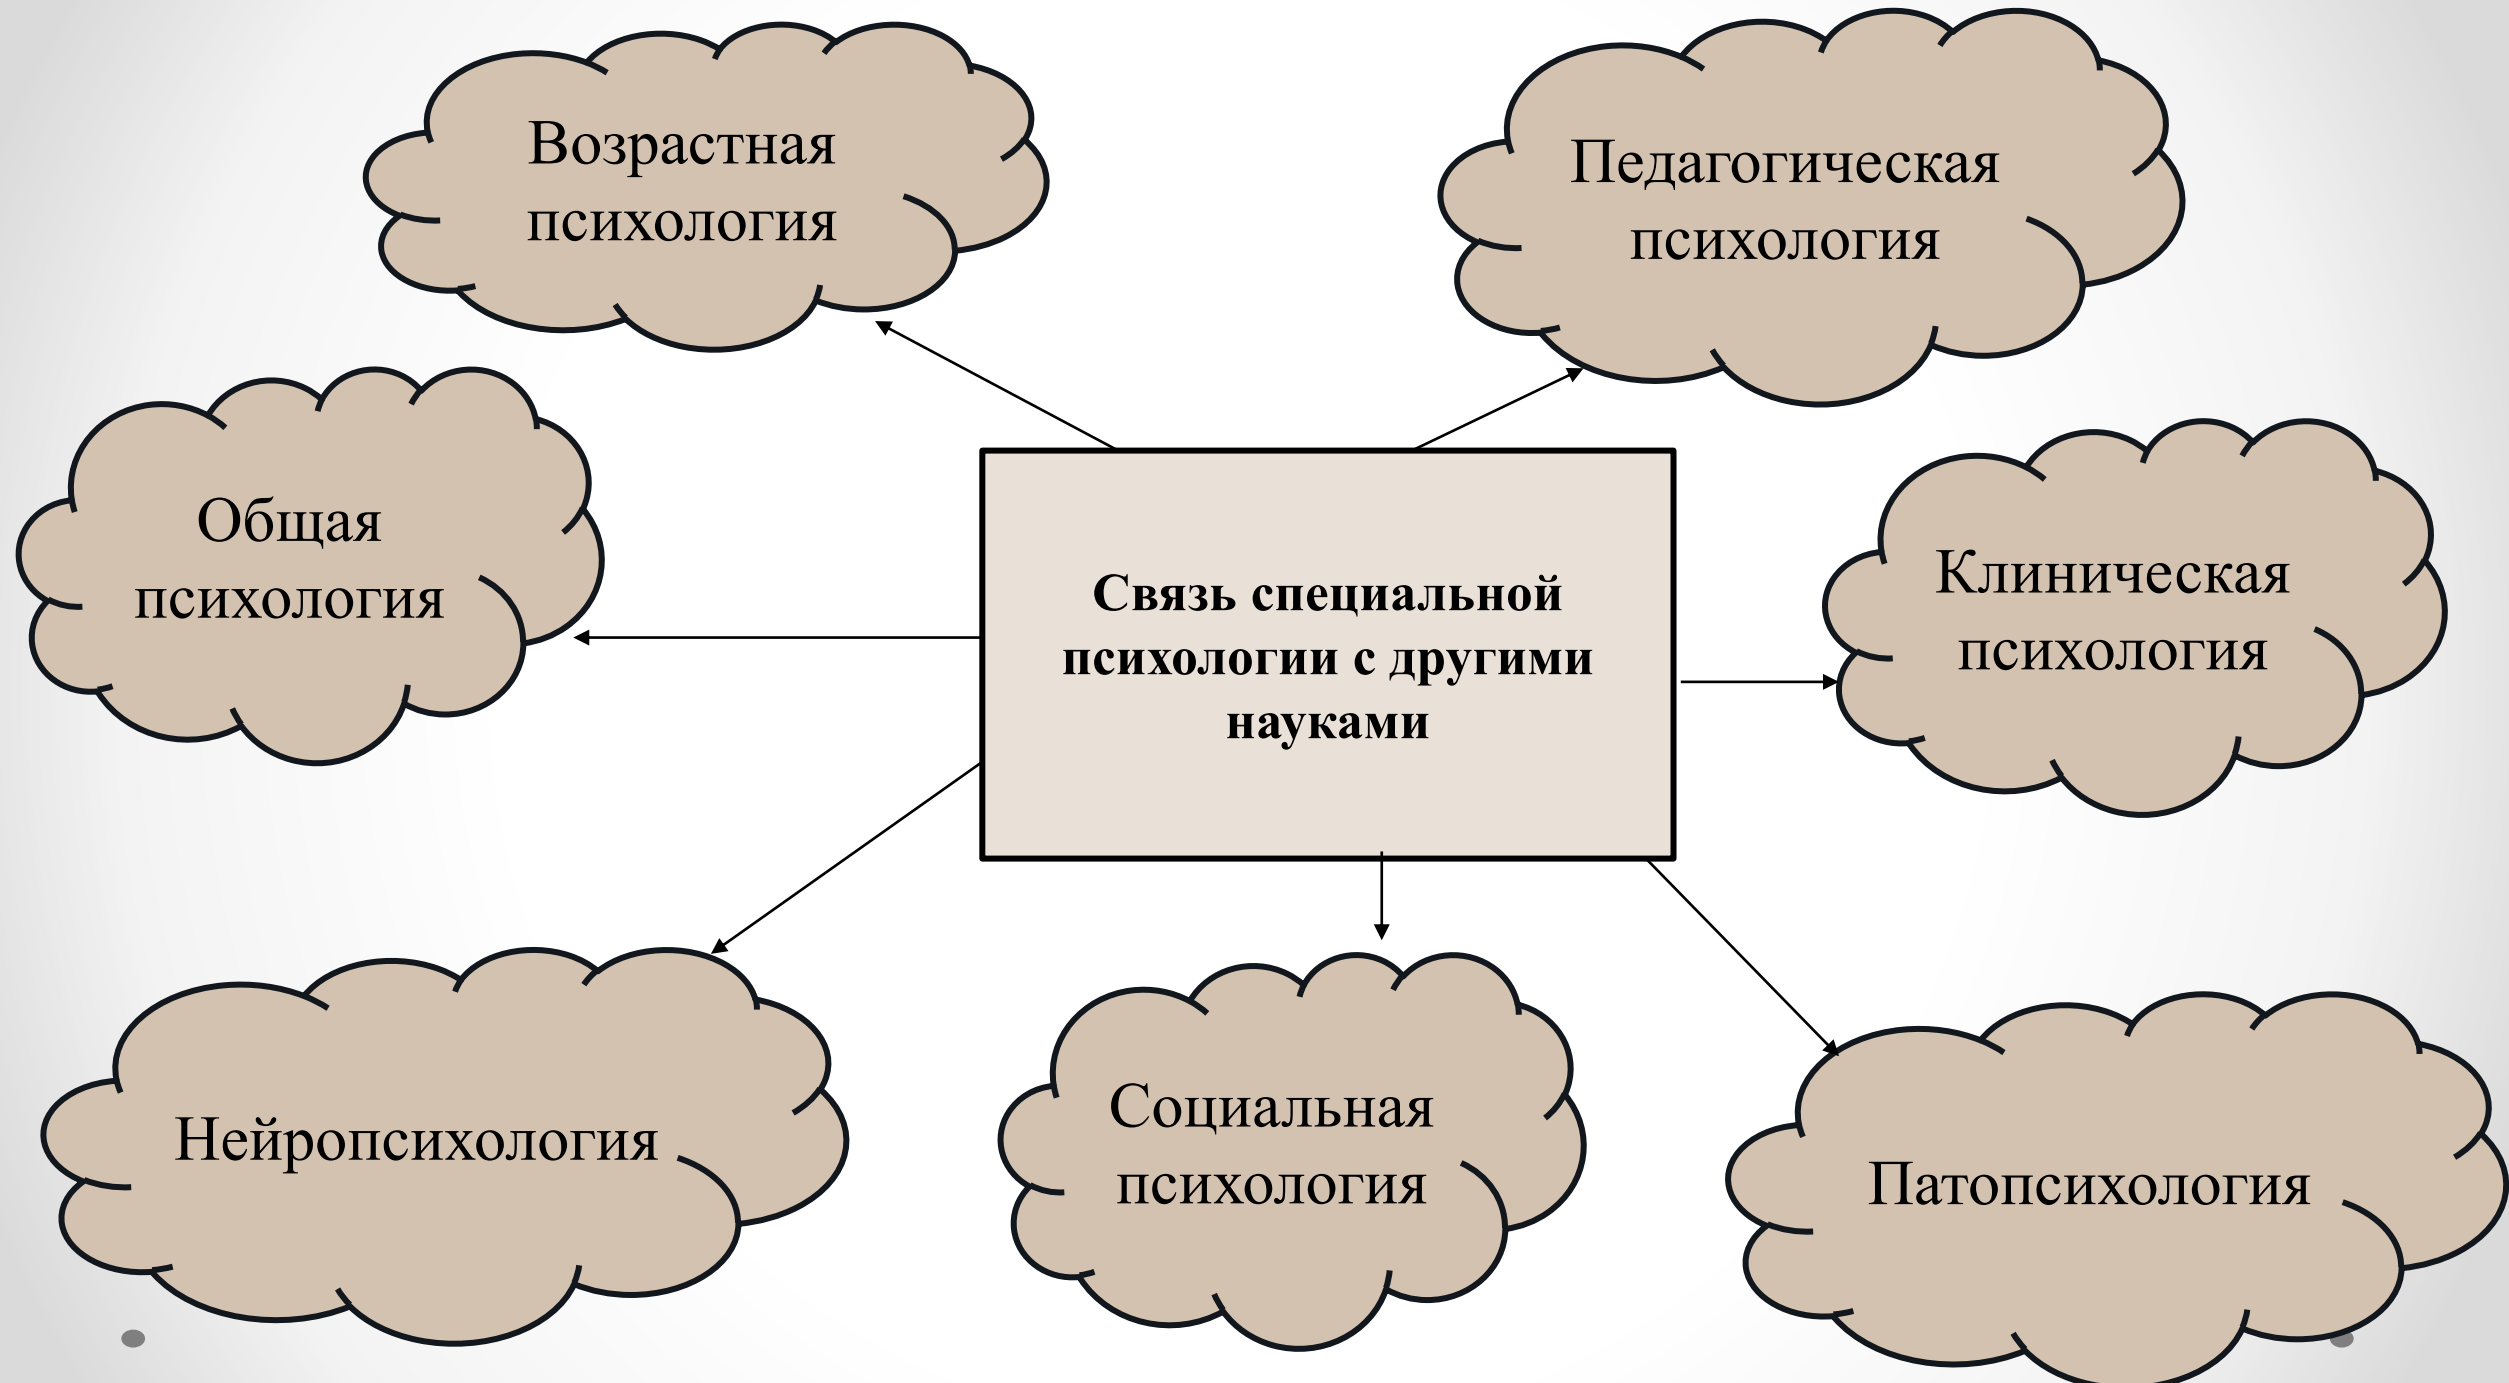 Возрастная
психология
Педагогическая
психология
Общая
психология
Связь специальной
психологии с другими
науками
Клиническая
психология
Нейропсихология
Социальная
психология
Патопсихология